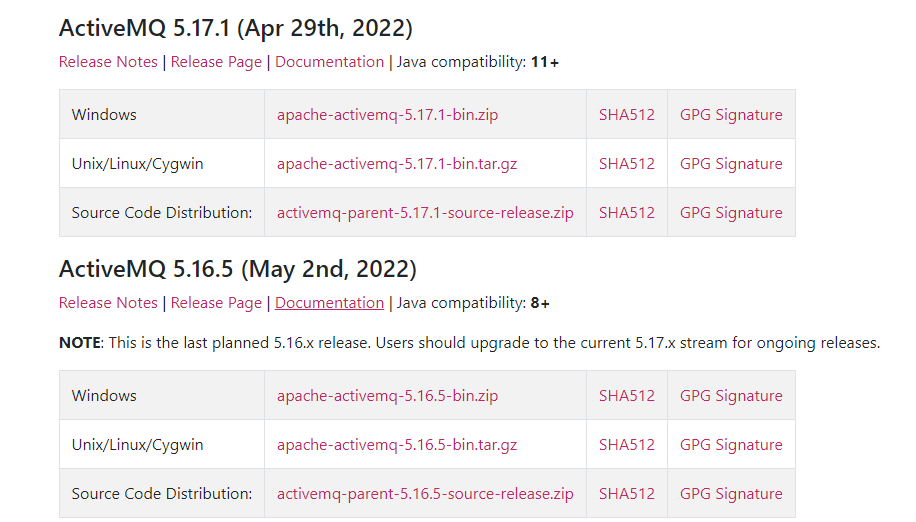 ActiveMQ 5.17.1 (Apr 29th, 2022)
Release Notes | Release Page | Documentation | Java compatibility: 11+
Windows apache-activemq-5.17.1-bin.zip SHA512 GPG Signature
Unix/Linux/Cygwin apache-activemq-5.17.1-bin.tar.gz SHA512 GPG Signature
Source Code Distribution: activemq-parent-5.17.1-source-release.zip SHA512 GPG Signature
ActiveMQ 5.16.5 (May 2nd, 2022)
Release Notes | Release Page | Documentation | Java compatibility: 8+
NOTE: This is the last planned 5.16.x release. Users should upgrade to the current 5.17.x stream for ongoing releases.
Windows apache-activemq-5.16.5-bin.zip SHA512 GPG Signature
Unix/Linux/Cygwin apache-activemq-5.16.5-bin.tar.gz SHA512 GPG Signature
Source Code Distribution: activemq-parent-5.16.5-source-release.zip SHA512 GPG Signature